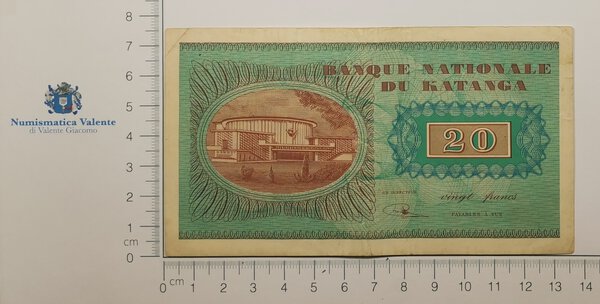 Numismatica Valente
di Valente Giacomo
8
7
6
5
4
3
2
1
cm
0
BANQUE NATIONALE
DU KATANGA
20
UN DIRECTEUR
vingt francs
PAYABLES A VUE
0 1 2 3 4 5 6 7 8 9 10 11 12 13 14
cm